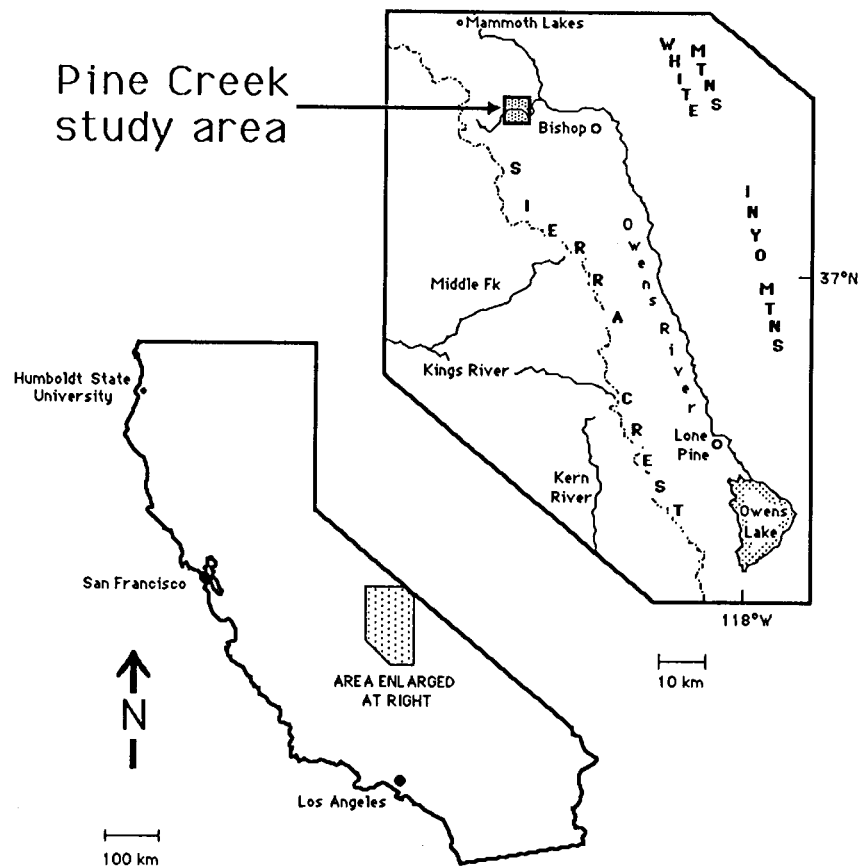 Mammoth Lakes
WHITE
MTNS
Pine Creek
study area
Bishop
SIERRA CREST
INYO MTNS
Owens River
37°N
Middle Fk
Kings River
Humboldt State
University
Lone
Pine
Kern
River
Owens
Lake
San Francisco
118°W
10 km
AREA ENLARGED
AT RIGHT
N
Los Angeles
100 km